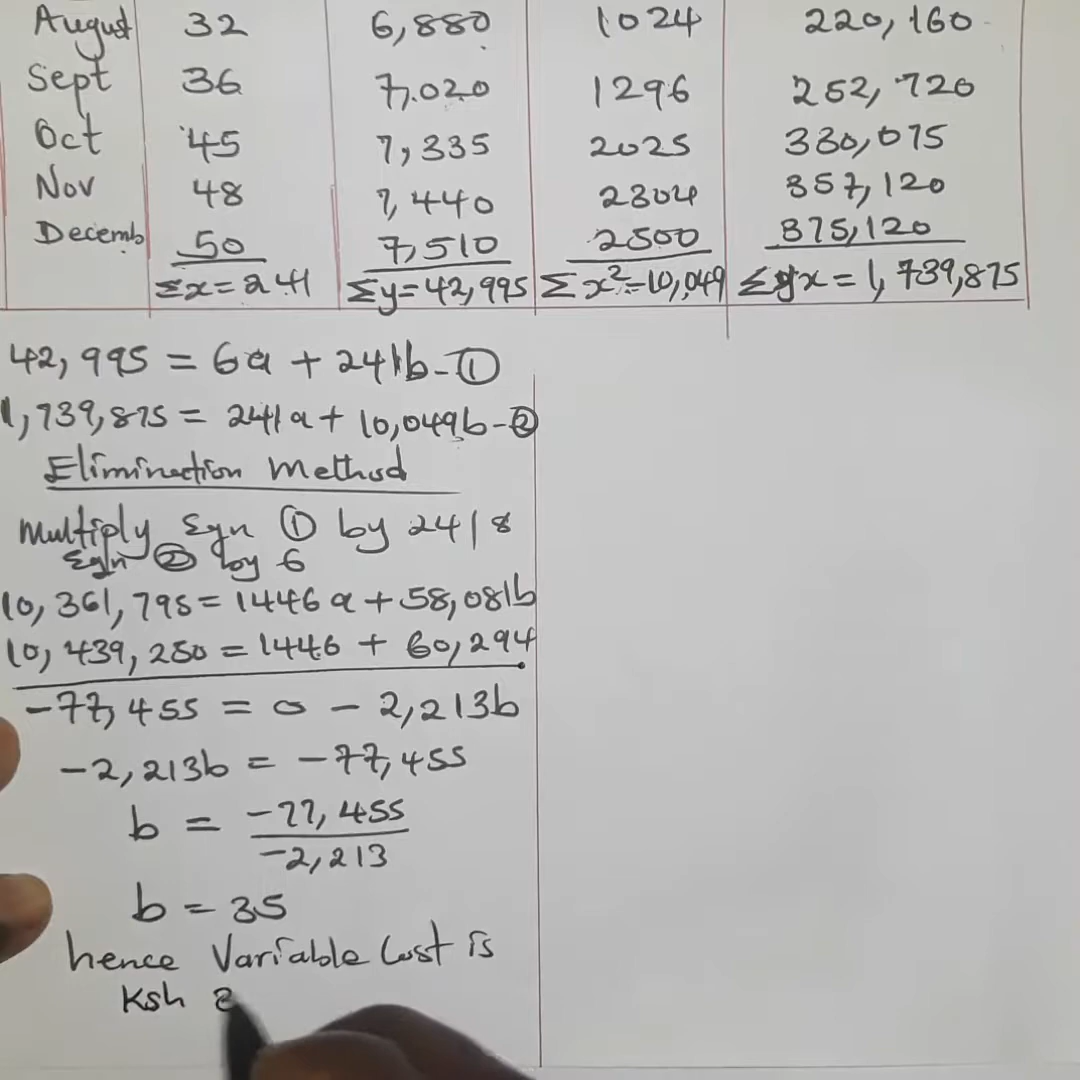 August 32 6,880 1024 220,160
Sept 36 7,020 1296 252,720
Oct 45 7,335 2025 330,075
Nov 48 7,440 2304 357,120
Decemb 50 7,510 2500 375,120
Σx=241 Σy=42,995 Σx²=10,049 Σyx=1,739,875
42,995 = 6a + 241b-①
1,739,875 = 241a + 10,049b-②
Elimination Method
Multiply Eqn ① by 241 &
Eqn ② by 6
10,361,795 = 1446a + 58,081b
10,439,250 = 1446 + 60,294
-77,455 = 0 - 2,213b
-2,213b = -77,455
b = -77,455
-2,213
b = 35
hence Variable Cost is
Ksh